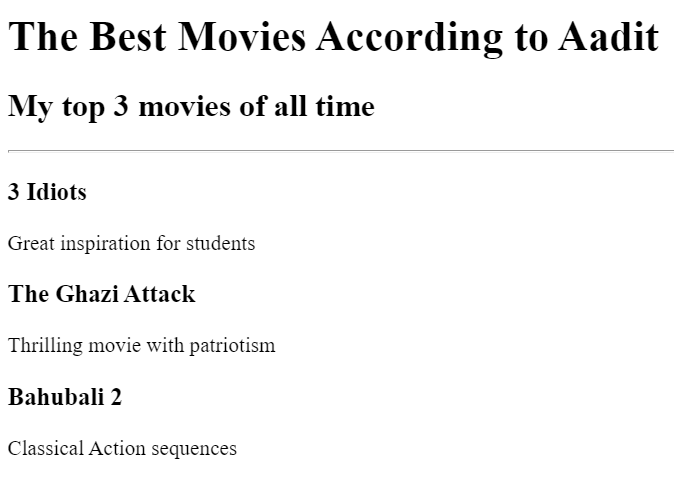 The Best Movies According to Aadit
My top 3 movies of all time
3 Idiots
Great inspiration for students
The Ghazi Attack
Thrilling movie with patriotism
Bahubali 2
Classical Action sequences